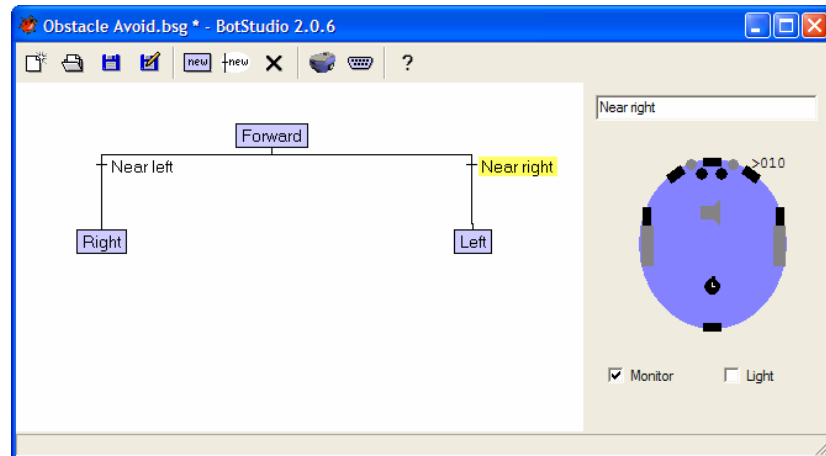 Obstacle Avoid.bsg * - BotStudio 2.0.6
new new ?
Near right
Forward
Near left
Near right
>010
Right
Left
Monitor
Light